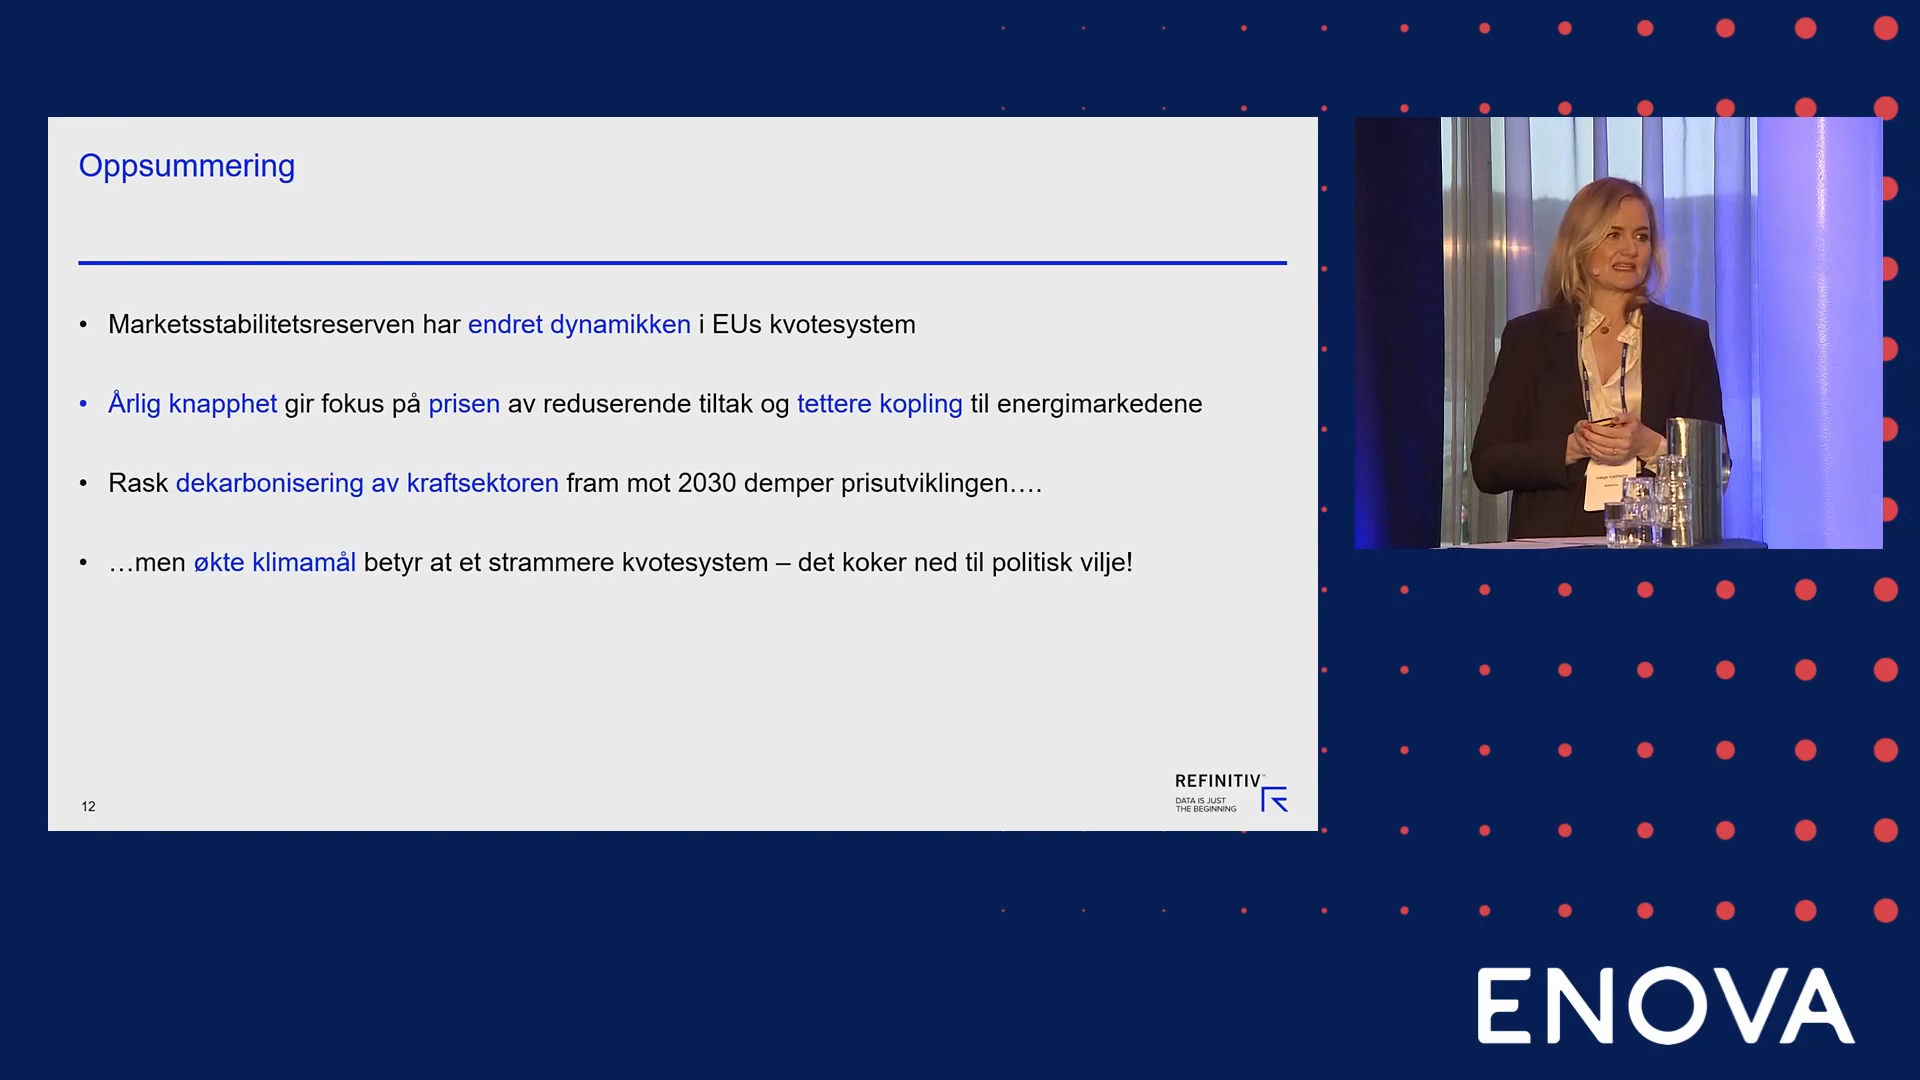 Oppsummering
• Marketsstabilitetsreserven har endret dynamikken i EUs kvotesystem
• Årlig knapphet gir fokus på prisen av reduserende tiltak og tettere kopling til energimarkedene
• Rask dekarbonisering av kraftsektoren fram mot 2030 demper prisutviklingen….
• …men økte klimamål betyr at et strammere kvotesystem – det koker ned til politisk vilje!
REFINITIV
DATA IS JUST
THE BEGINNING
12
ENOVA